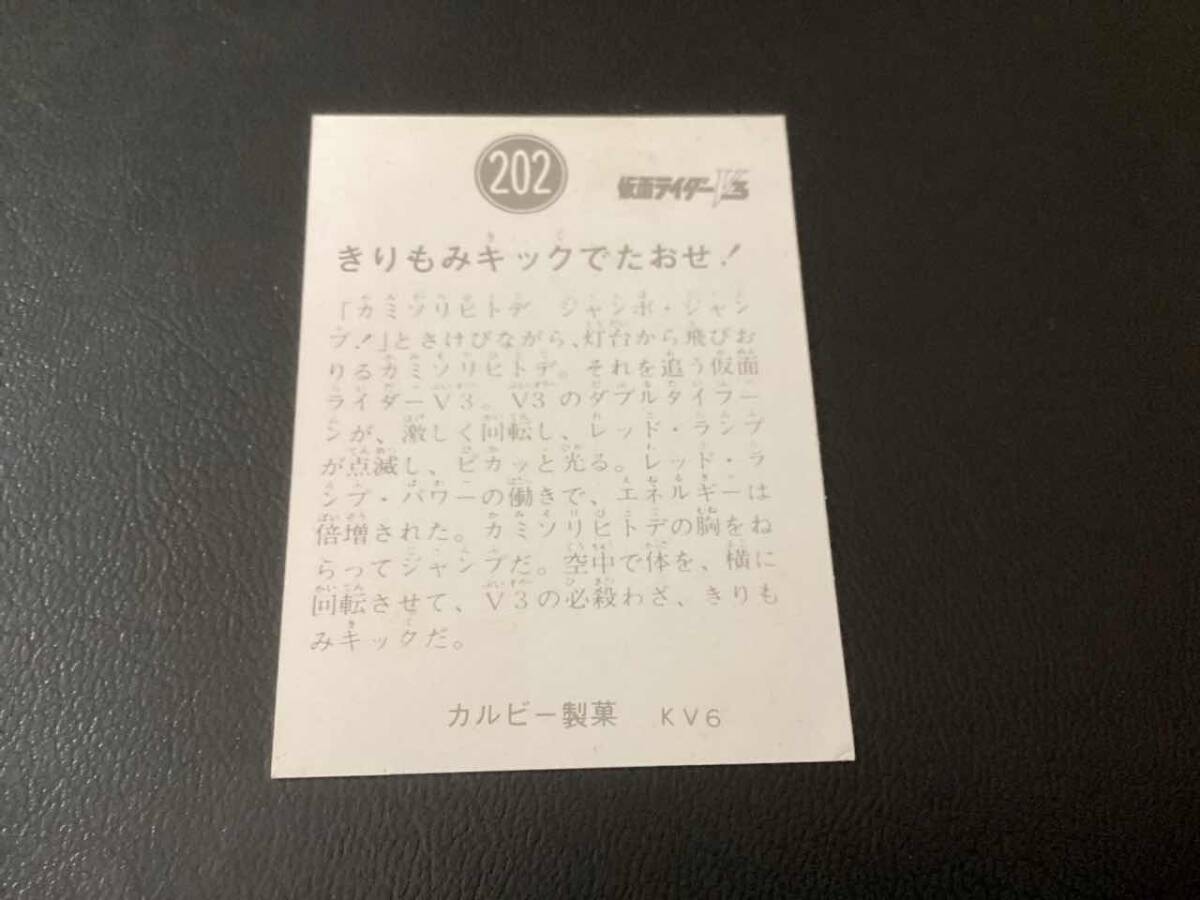 202
仮面ライダーV3
きりもみキックでたおせ!
「カミソリヒトデ ジャンボ・ジャン
プ!」とさけびながら、灯台から飛びお
りるカミソリヒトデ。それを追う仮面
ライダーV3。V3のダブルタイフー
ンが、激しく回転し、レッド・ランプ
が点滅し、ピカッと光る。レッド・ラ
ンプ・パワーの働きで、エネルギーは
倍増された。カミソリヒトデの胸をね
らってジャンプだ。空中で体を、横に
回転させて、V3の必殺わざ、きりも
みキックだ。
カルビー製菓 KV6